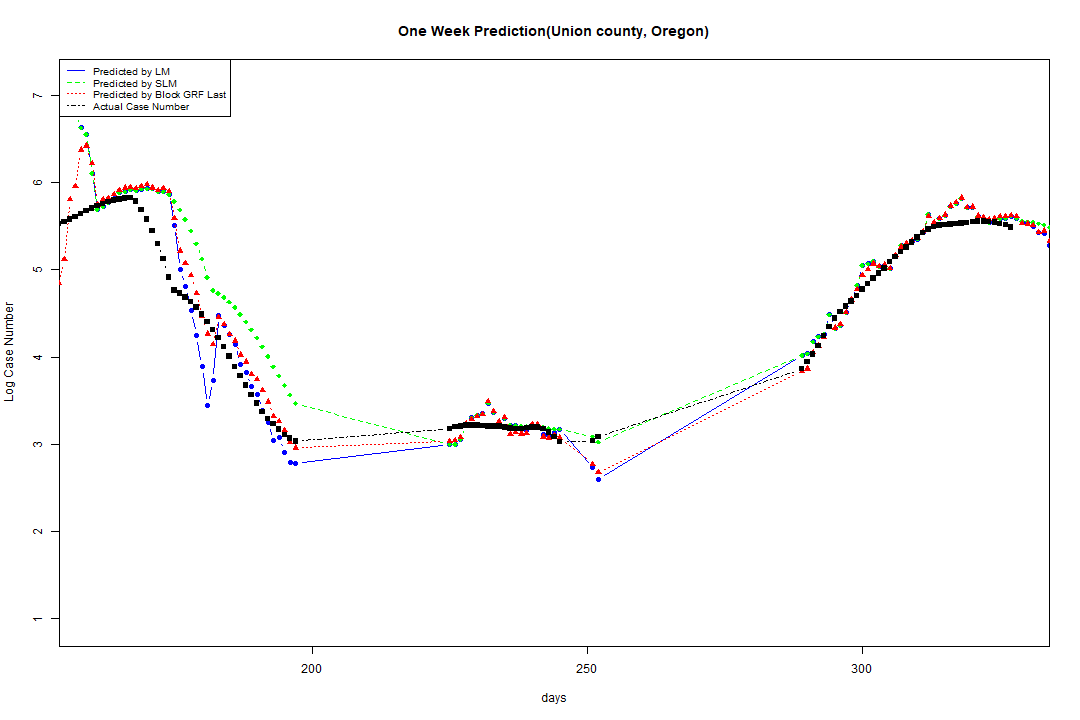 One Week Prediction(Union county, Oregon)
Predicted by LM
Predicted by SLM
Predicted by Block GRF Last
Actual Case Number
7
6
5
4
3
2
1
Log Case Number
200 250 300
days